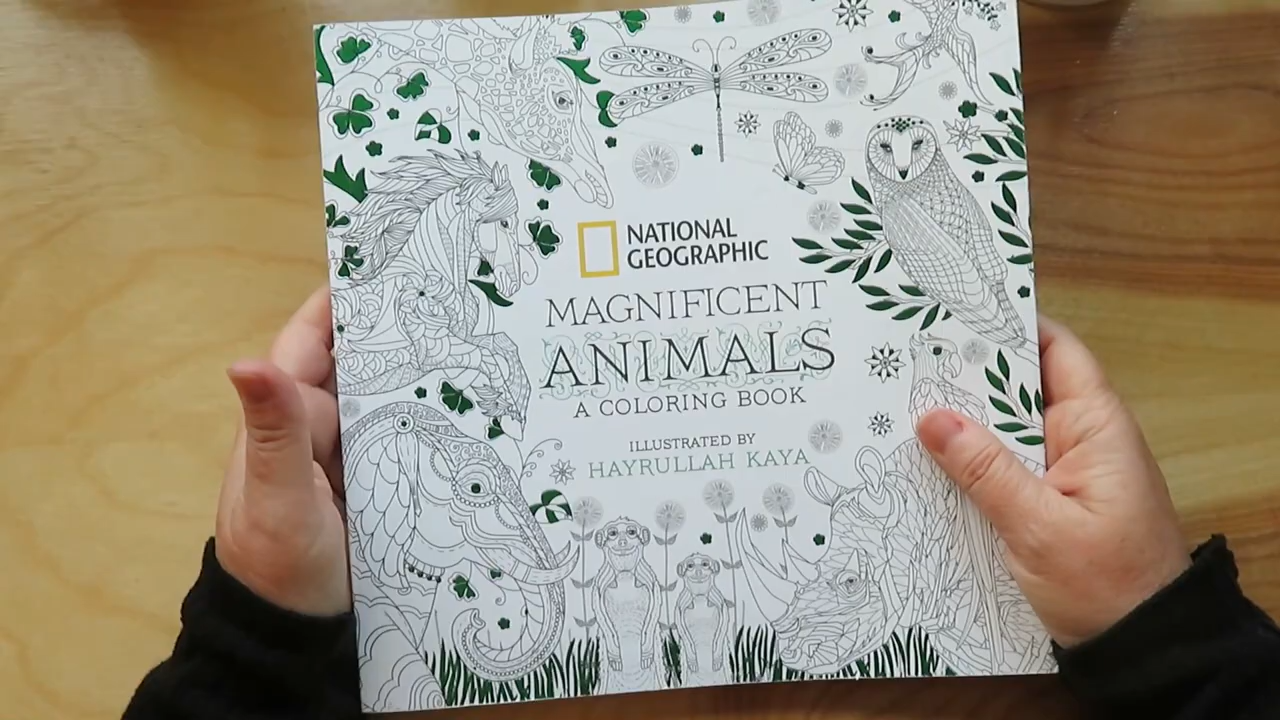 NATIONAL
GEOGRAPHIC
MAGNIFICENT
ANIMALS
A COLORING BOOK
ILLUSTRATED BY
HAYRULLAH KAYA